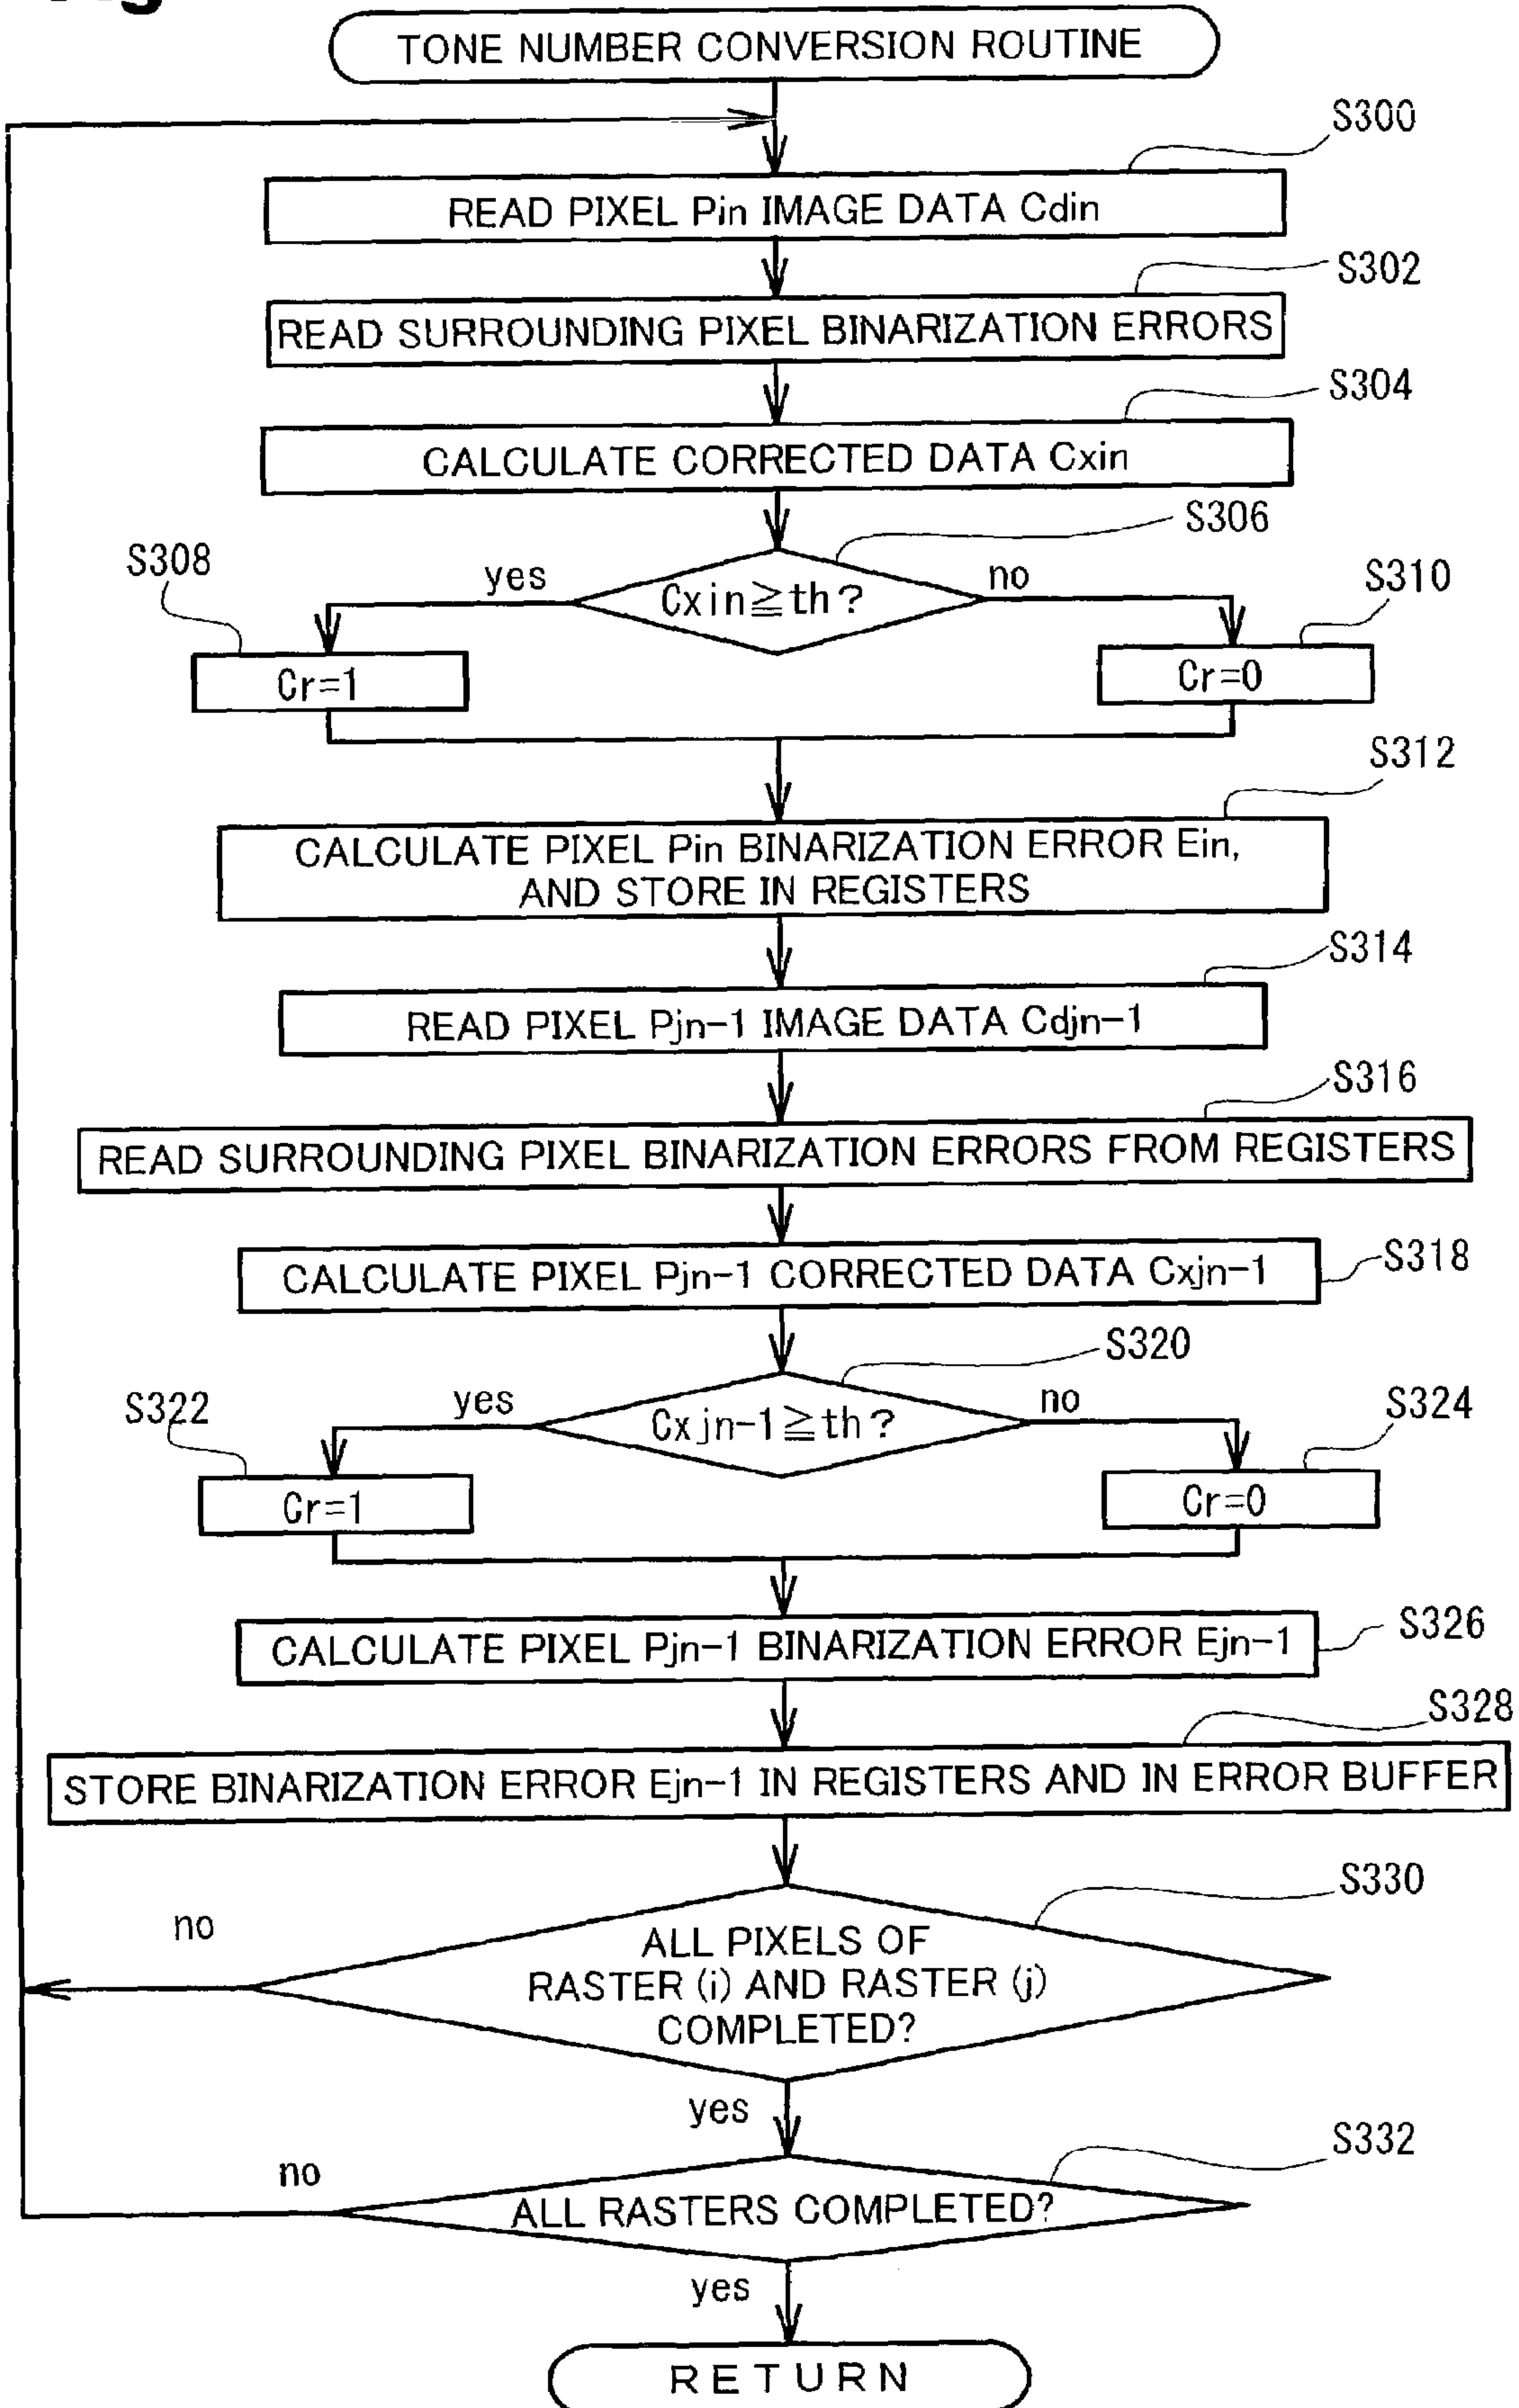 TONE NUMBER CONVERSION ROUTINE
S300
READ PIXEL Pin IMAGE DATA Cdin
S302
READ SURROUNDING PIXEL BINARIZATION ERRORS
S304
CALCULATE CORRECTED DATA Cxin
S306
Cxin≧th?
yes
no
S308
Cr=1
S310
Cr=0
S312
CALCULATE PIXEL Pin BINARIZATION ERROR Ein,
AND STORE IN REGISTERS
S314
READ PIXEL Pjn-1 IMAGE DATA Cdjn-1
S316
READ SURROUNDING PIXEL BINARIZATION ERRORS FROM REGISTERS
S318
CALCULATE PIXEL Pjn-1 CORRECTED DATA Cxjn-1
S320
Cxjn-1≧th?
yes
no
S322
Cr=1
S324
Cr=0
S326
CALCULATE PIXEL Pjn-1 BINARIZATION ERROR Ejn-1
S328
STORE BINARIZATION ERROR Ejn-1 IN REGISTERS AND IN ERROR BUFFER
S330
no
ALL PIXELS OF
RASTER (i) AND RASTER (j)
COMPLETED?
yes
S332
no
ALL RASTERS COMPLETED?
yes
RETURN